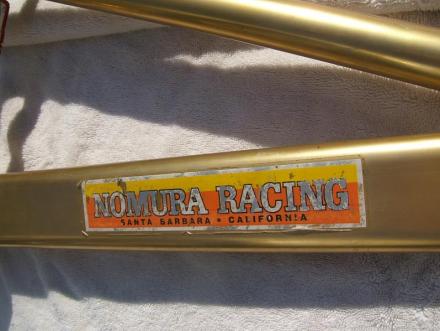 NOMURA RACING
SANTA BARBARA • CALIFORNIA